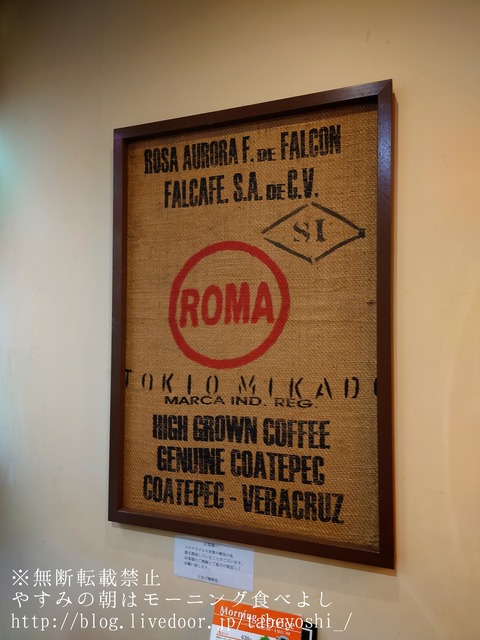 ROSA AURORA F. DE FALCON
FALCAFE. S.A. DE C.V.
SI
ROMA
TOKIO MIKADO
MARCA IND. REG.
HIGH GROWN COFFEE
GENUINE COATEPEC
COATEPEC - VERACRUZ
Morning
※無断転載禁止
やすみの朝はモーニング食べよし
http://blog.livedoor.jp/tabeyoshi_/